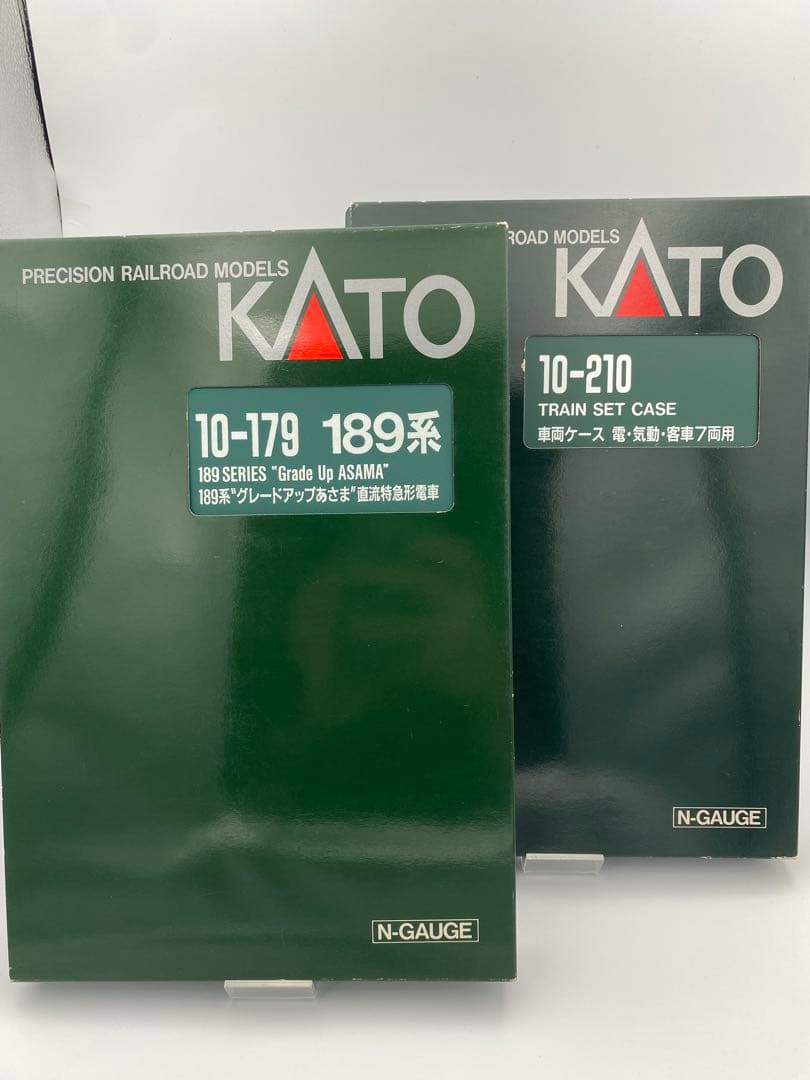 PRECISION RAILROAD MODELS
KATO
10-179 189系
189 SERIES "Grade Up ASAMA"
189系"グレードアップあさま"直流特急形電車
N-GAUGE
ROAD MODELS
KATO
10-210
TRAIN SET CASE
車両ケース 電・気動・客車7両用
N-GAUGE